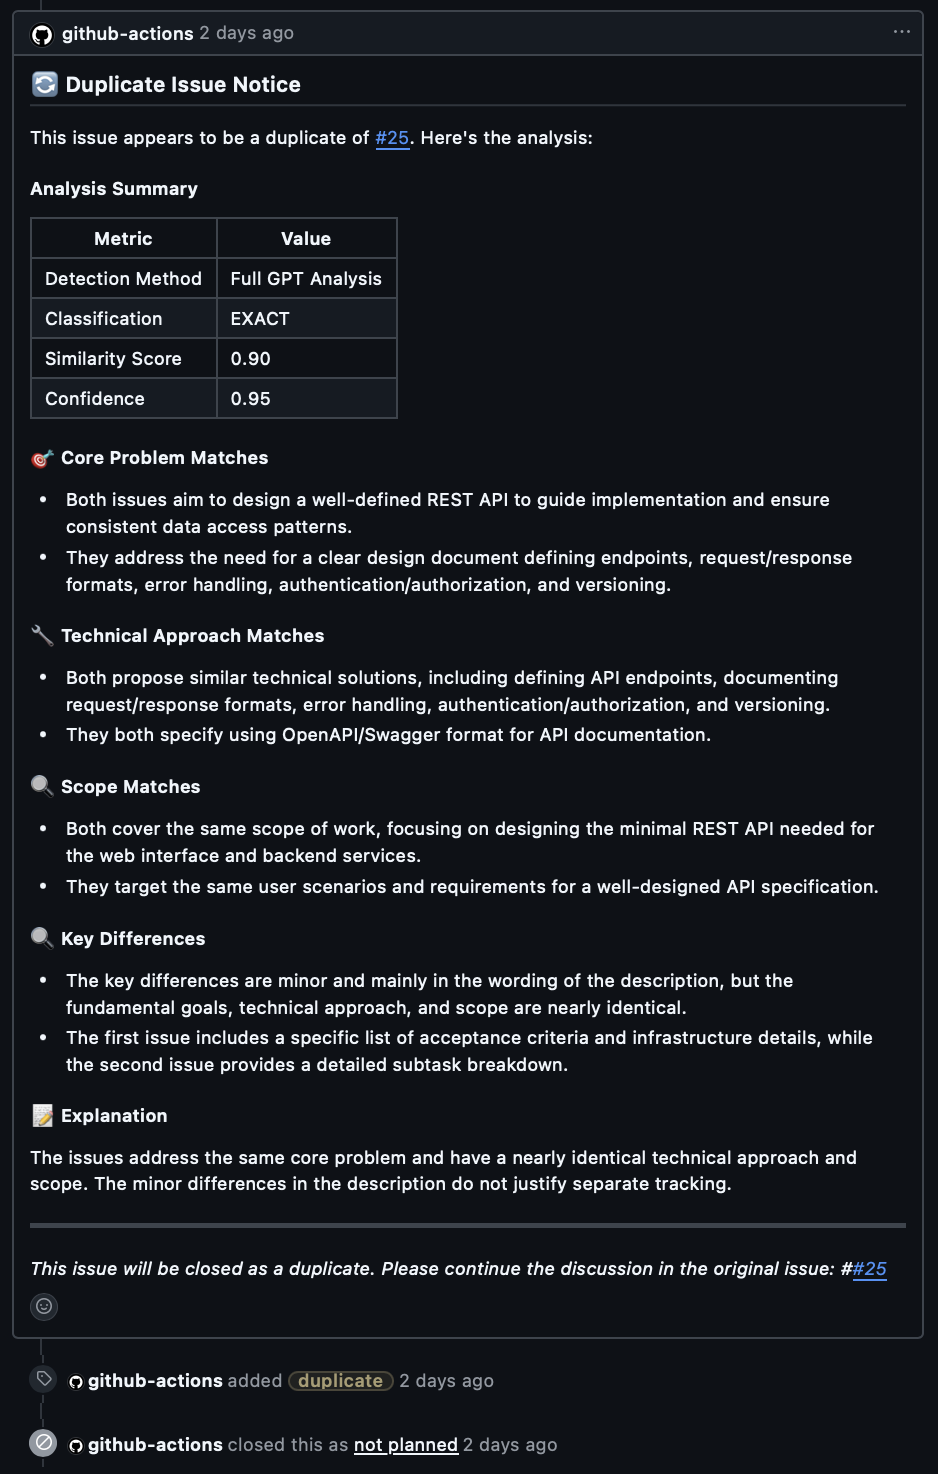 github-actions 2 days ago
Duplicate Issue Notice
This issue appears to be a duplicate of #25. Here's the analysis:
Analysis Summary
Metric Value
Detection Method Full GPT Analysis
Classification EXACT
Similarity Score 0.90
Confidence 0.95
Core Problem Matches
• Both issues aim to design a well-defined REST API to guide implementation and ensure
consistent data access patterns.
• They address the need for a clear design document defining endpoints, request/response
formats, error handling, authentication/authorization, and versioning.
Technical Approach Matches
• Both propose similar technical solutions, including defining API endpoints, documenting
request/response formats, error handling, authentication/authorization, and versioning.
• They both specify using OpenAPI/Swagger format for API documentation.
Scope Matches
• Both cover the same scope of work, focusing on designing the minimal REST API needed for
the web interface and backend services.
• They target the same user scenarios and requirements for a well-designed API specification.
Key Differences
• The key differences are minor and mainly in the wording of the description, but the
fundamental goals, technical approach, and scope are nearly identical.
• The first issue includes a specific list of acceptance criteria and infrastructure details, while
the second issue provides a detailed subtask breakdown.
Explanation
The issues address the same core problem and have a nearly identical technical approach and
scope. The minor differences in the description do not justify separate tracking.
This issue will be closed as a duplicate. Please continue the discussion in the original issue: ##25
github-actions added duplicate 2 days ago
github-actions closed this as not planned 2 days ago